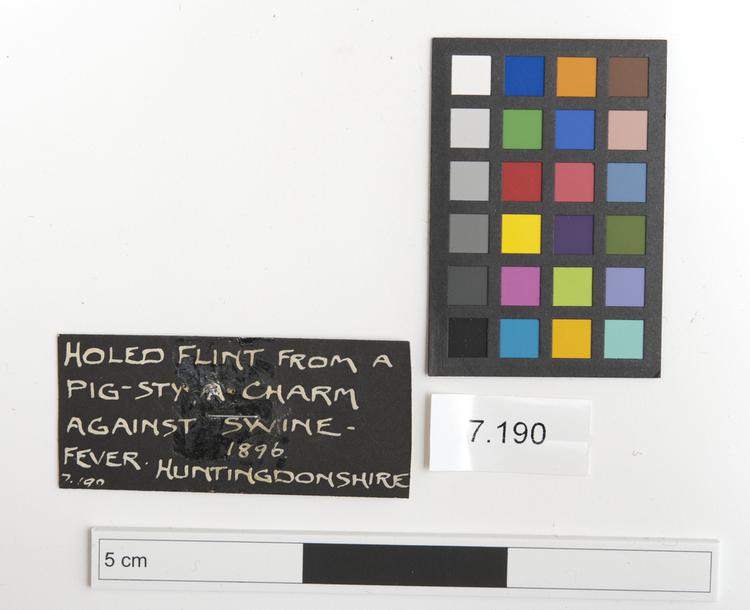 HOLED FLINT FROM A
PIG-STY. A. CHARM
AGAINST SWINE-
1896.
FEVER. HUNTINGDONSHIRE
7.190
7.190
5 cm